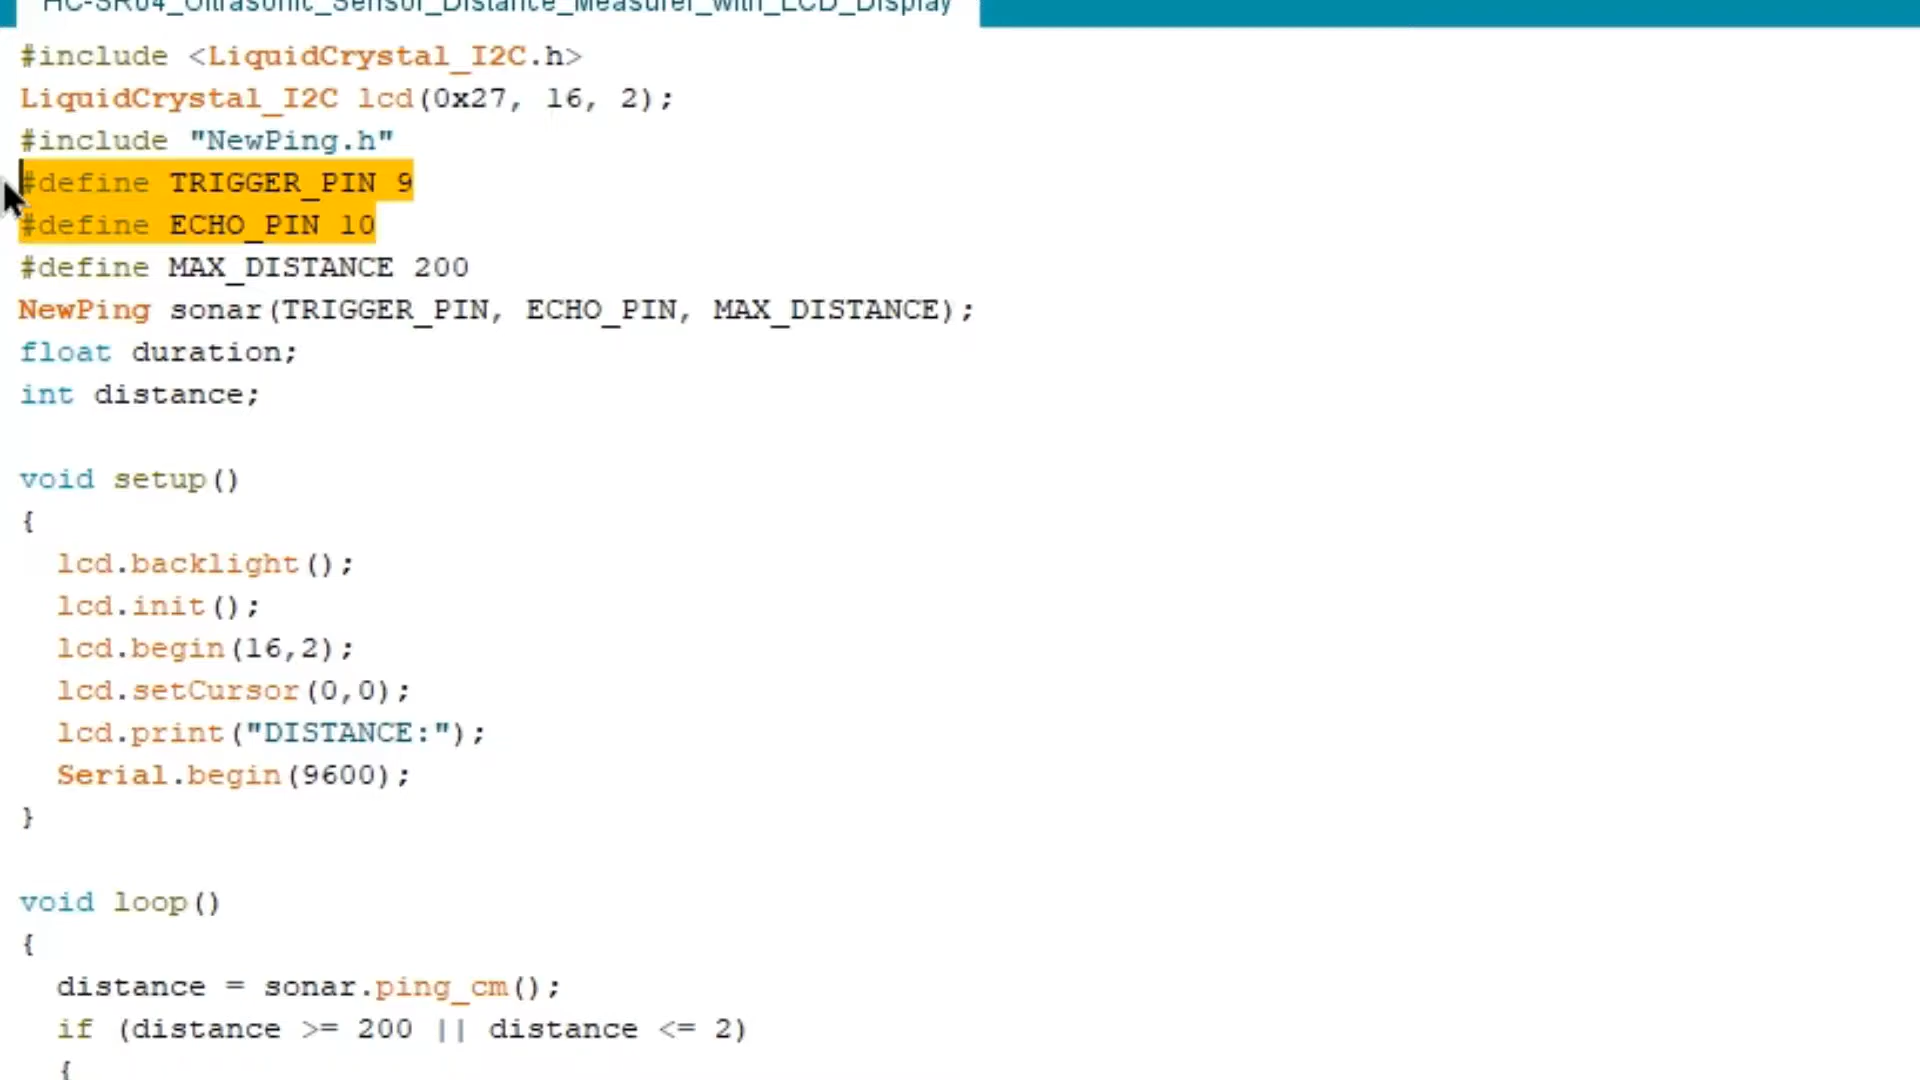 HC-SR04_Ultrasonic_Sensor_Distance_Measurer_with_LCD_Display
#include <LiquidCrystal_I2C.h>
LiquidCrystal_I2C lcd(0x27, 16, 2);
#include "NewPing.h"
#define TRIGGER_PIN 9
#define ECHO_PIN 10
#define MAX_DISTANCE 200
NewPing sonar(TRIGGER_PIN, ECHO_PIN, MAX_DISTANCE);
float duration;
int distance;
void setup()
{
  lcd.backlight();
  lcd.init();
  lcd.begin(16,2);
  lcd.setCursor(0,0);
  lcd.print("DISTANCE:");
  Serial.begin(9600);
}
void loop()
{
  distance = sonar.ping_cm();
  if (distance >= 200 || distance <= 2)
  {